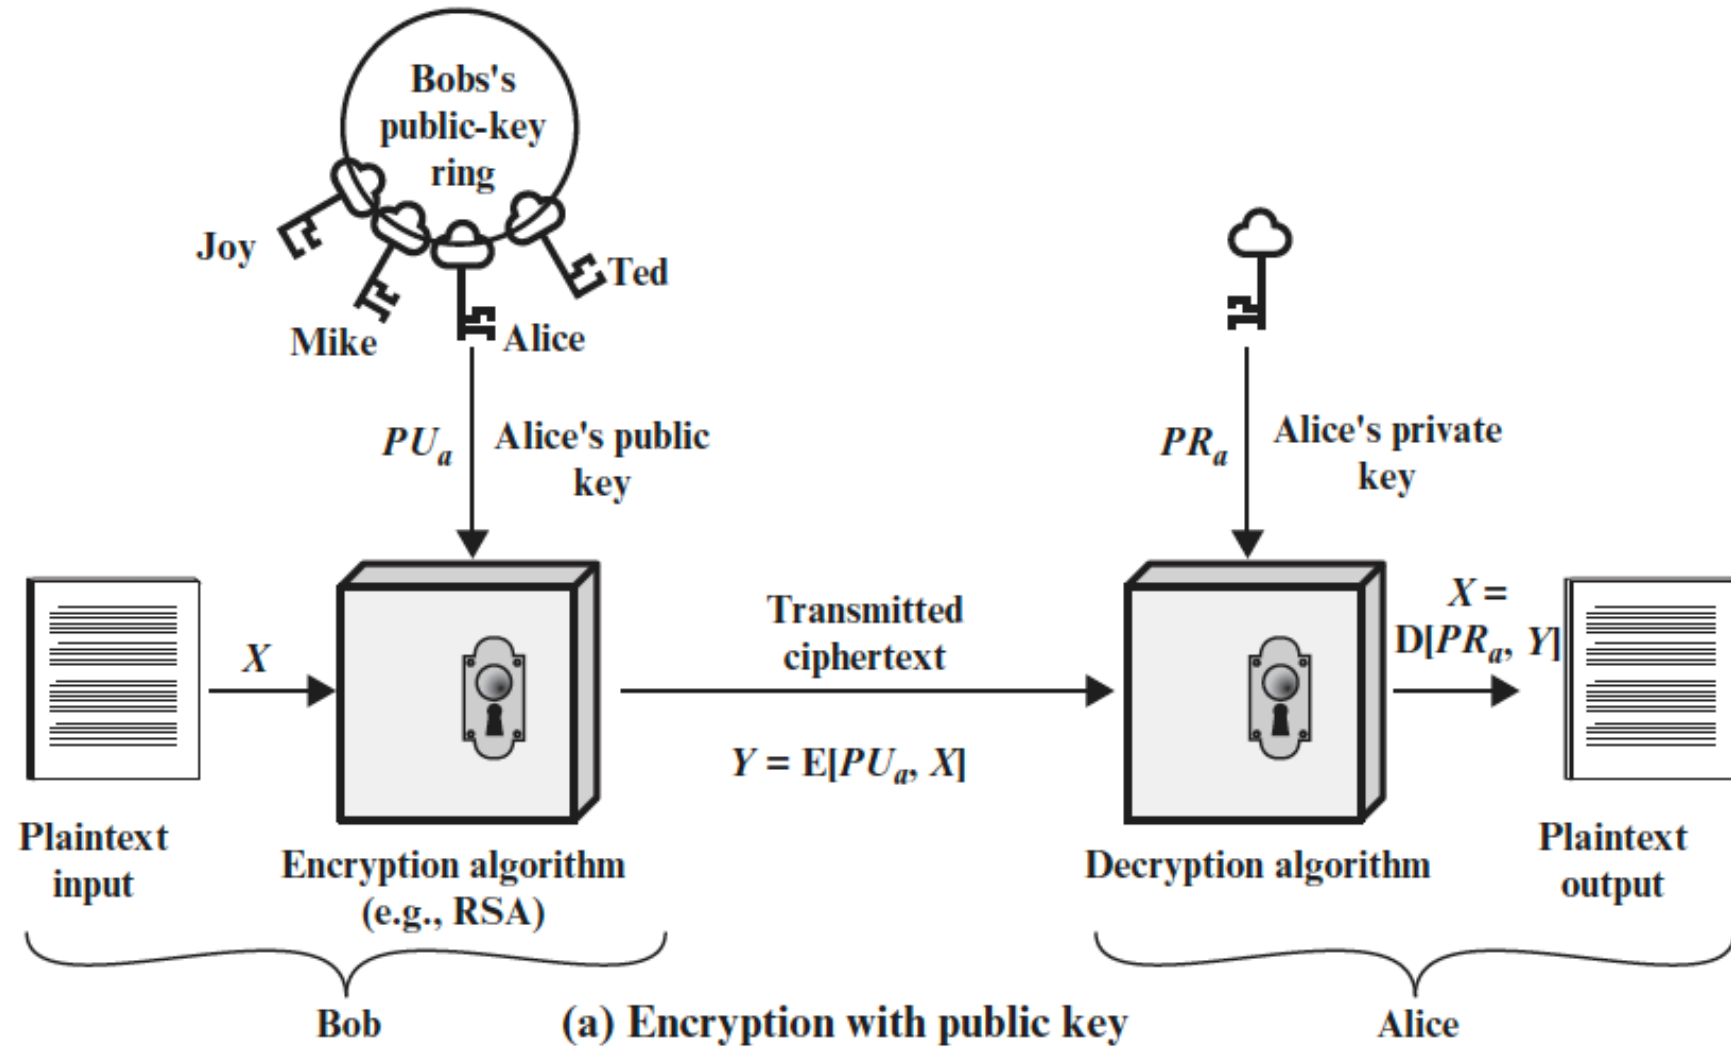 Bobs's
public-key
ring
Joy
Mike
Alice
Ted
PUa
Alice's public
key
PRa
Alice's private
key
X
Transmitted
ciphertext
Y = E[PUa, X]
X =
D[PRa, Y]
Plaintext
input
Encryption algorithm
(e.g., RSA)
Decryption algorithm
Plaintext
output
Bob
(a) Encryption with public key
Alice